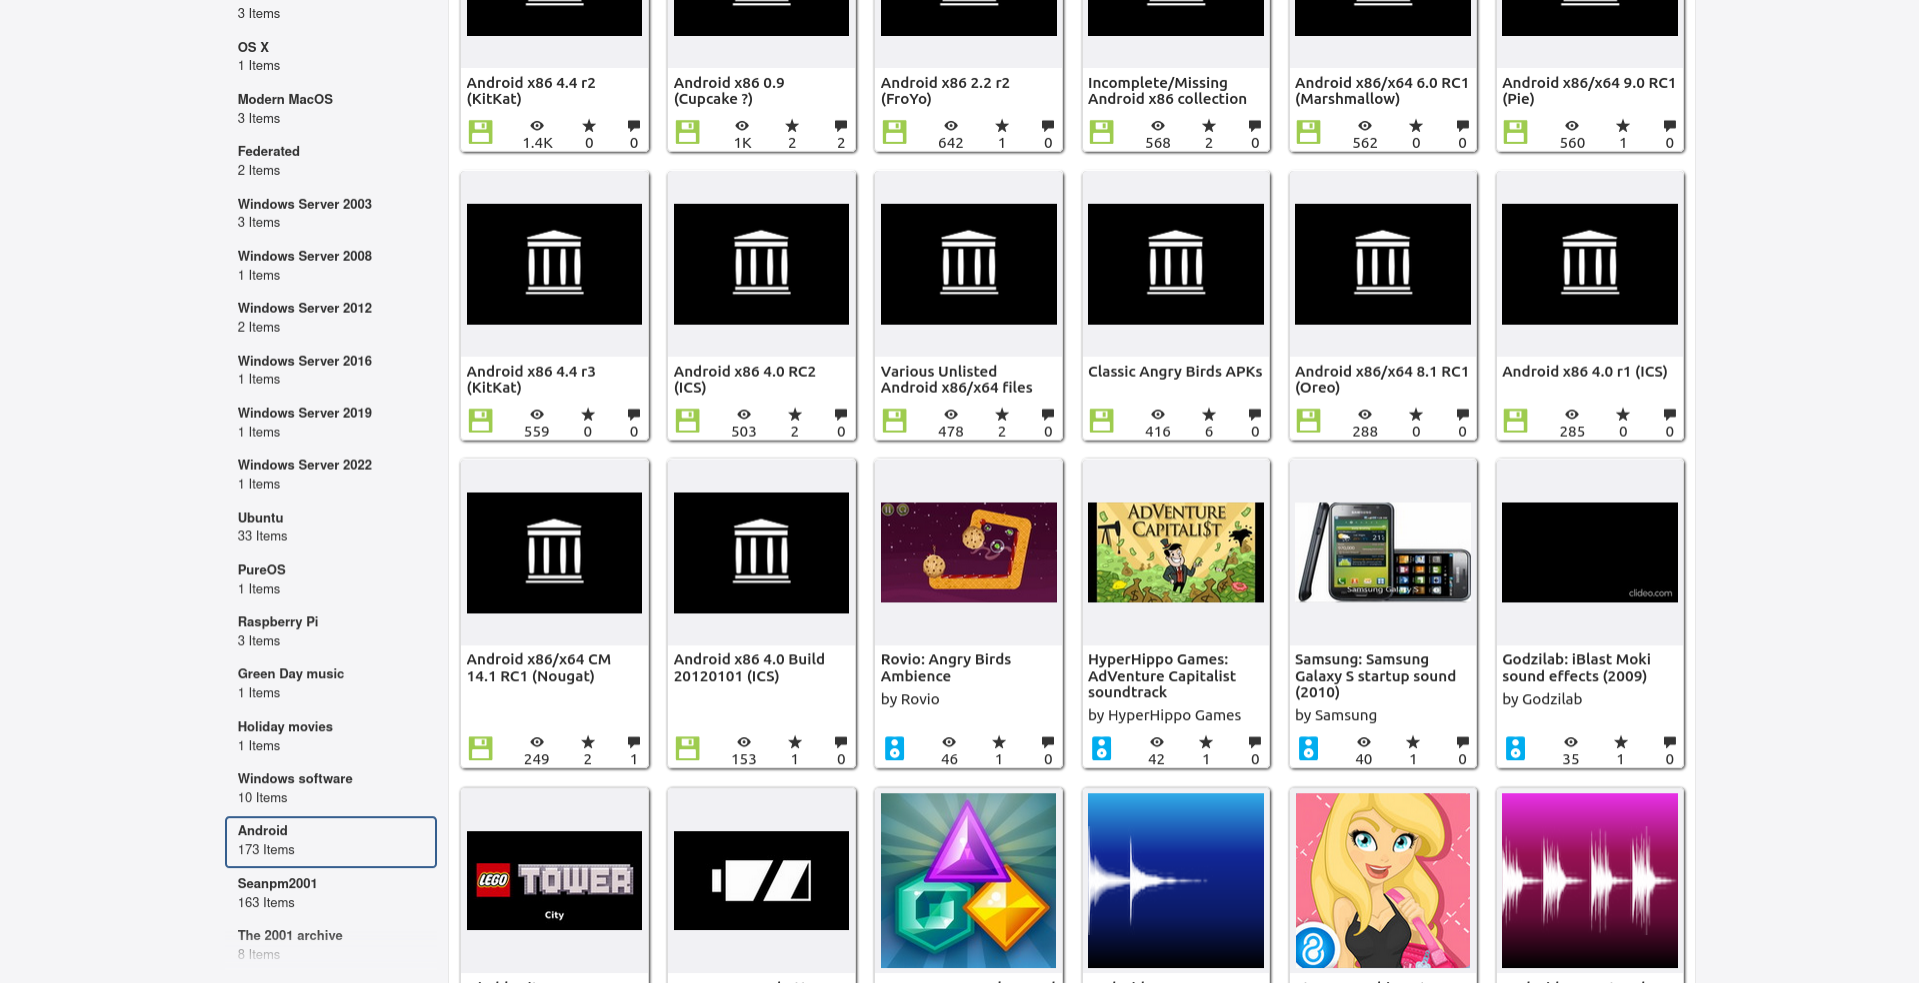 3 Items
OS X
1 Items
Modern MacOS
3 Items
Federated
2 Items
Windows Server 2003
3 Items
Windows Server 2008
1 Items
Windows Server 2012
2 Items
Windows Server 2016
1 Items
Windows Server 2019
1 Items
Windows Server 2022
1 Items
Ubuntu
33 Items
PureOS
1 Items
Raspberry Pi
3 Items
Green Day music
1 Items
Holiday movies
1 Items
Windows software
10 Items
Android
173 Items
Seanpm2001
163 Items
The 2001 archive
8 Items
Android x86 4.4 r2
(KitKat)
1.4K 0 0
Android x86 0.9
(Cupcake ?)
1K 2 2
Android x86 2.2 r2
(FroYo)
642 1 0
Incomplete/Missing
Android x86 collection
568 2 0
Android x86/x64 6.0 RC1
(Marshmallow)
562 0 0
Android x86/x64 9.0 RC1
(Pie)
560 1 0
Android x86 4.4 r3
(KitKat)
559 0 0
Android x86 4.0 RC2
(ICS)
503 2 0
Various Unlisted
Android x86/x64 files
478 2 0
Classic Angry Birds APKs
416 6 0
Android x86/x64 8.1 RC1
(Oreo)
288 0 0
Android x86 4.0 r1 (ICS)
285 0 0
Android x86/x64 CM
14.1 RC1 (Nougat)
249 2 1
Android x86 4.0 Build
20120101 (ICS)
153 1 0
Rovio: Angry Birds
Ambience
by Rovio
46 1 0
ADVENTURE
CAPITALI$T
HyperHippo Games:
AdVenture Capitalist
soundtrack
by HyperHippo Games
42 1 0
Samsung: Samsung
Galaxy S startup sound
(2010)
by Samsung
40 1 0
clideo.com
Godzilab: iBlast Moki
sound effects (2009)
by Godzilab
35 1 0
LEGO TOWER
City